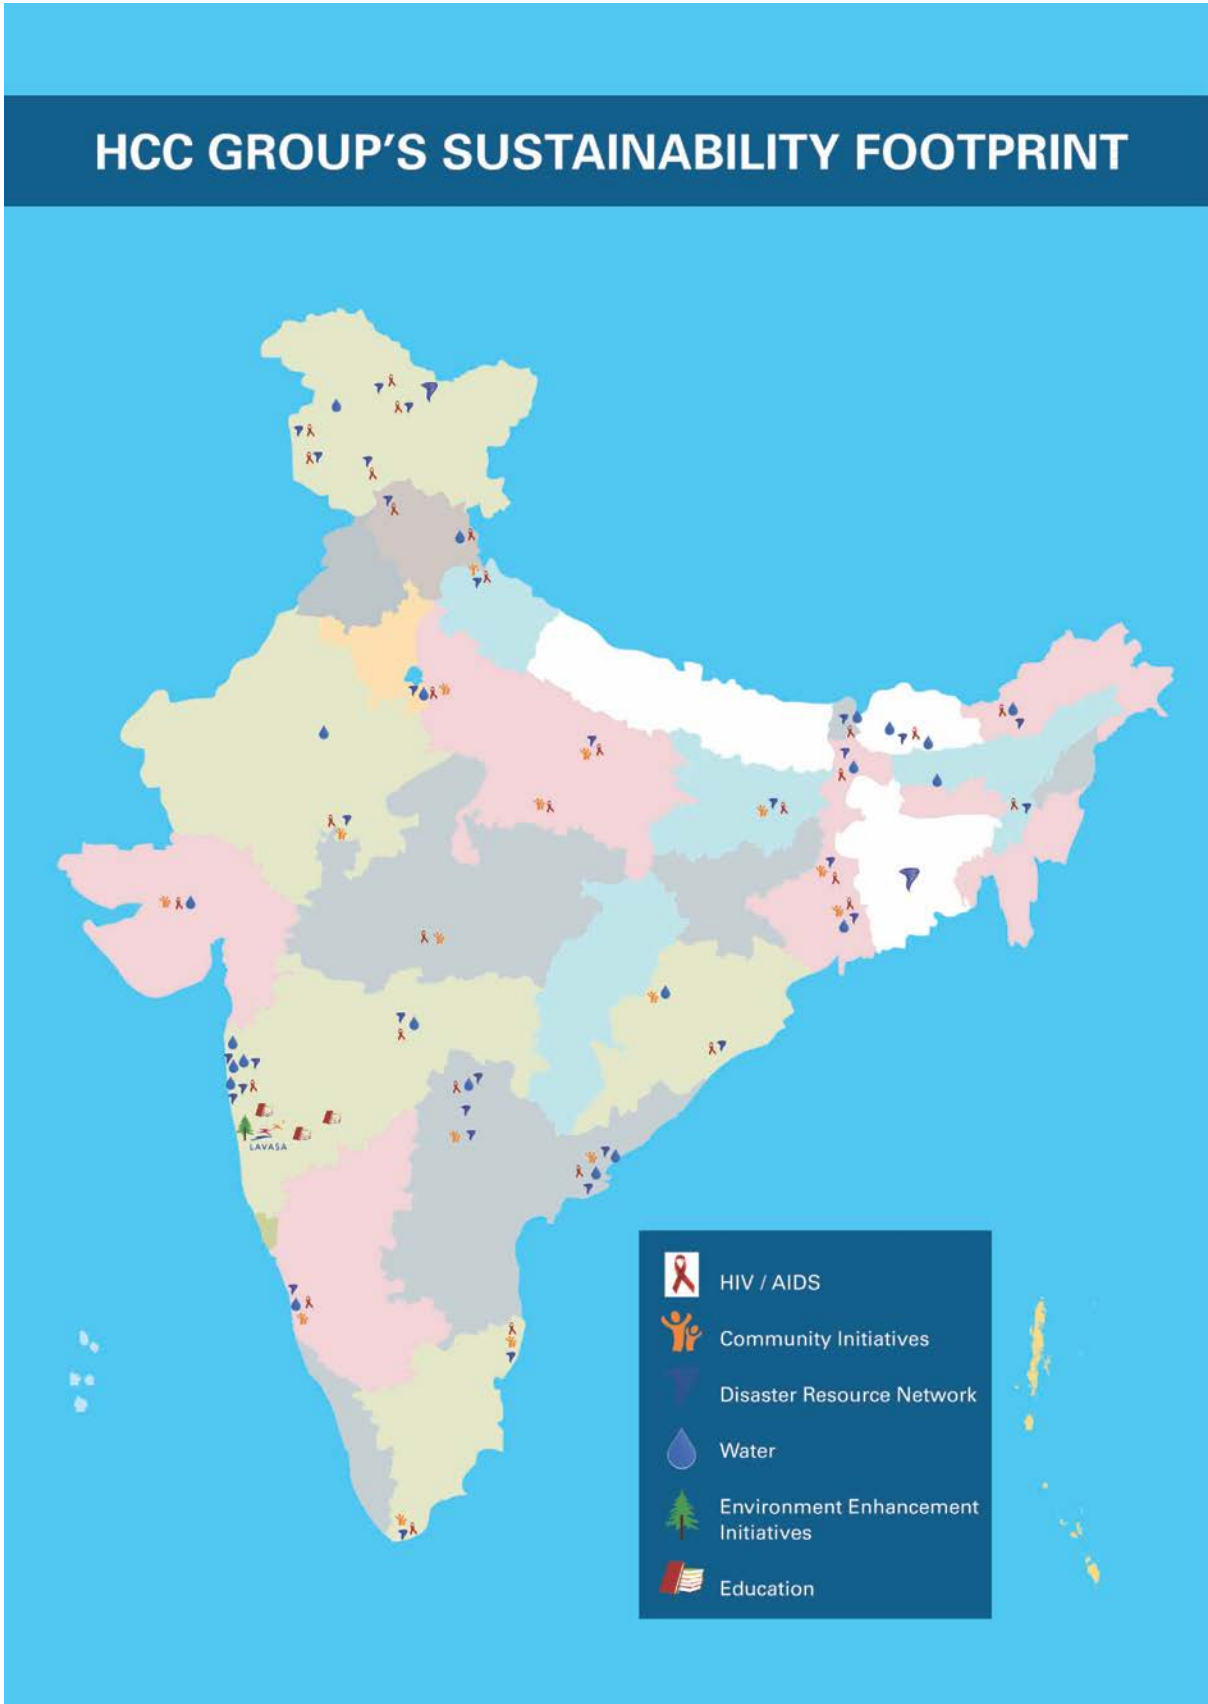 HCC GROUP'S SUSTAINABILITY FOOTPRINT
LAVASA
HIV / AIDS
Community Initiatives
Disaster Resource Network
Water
Environment Enhancement
Initiatives
Education